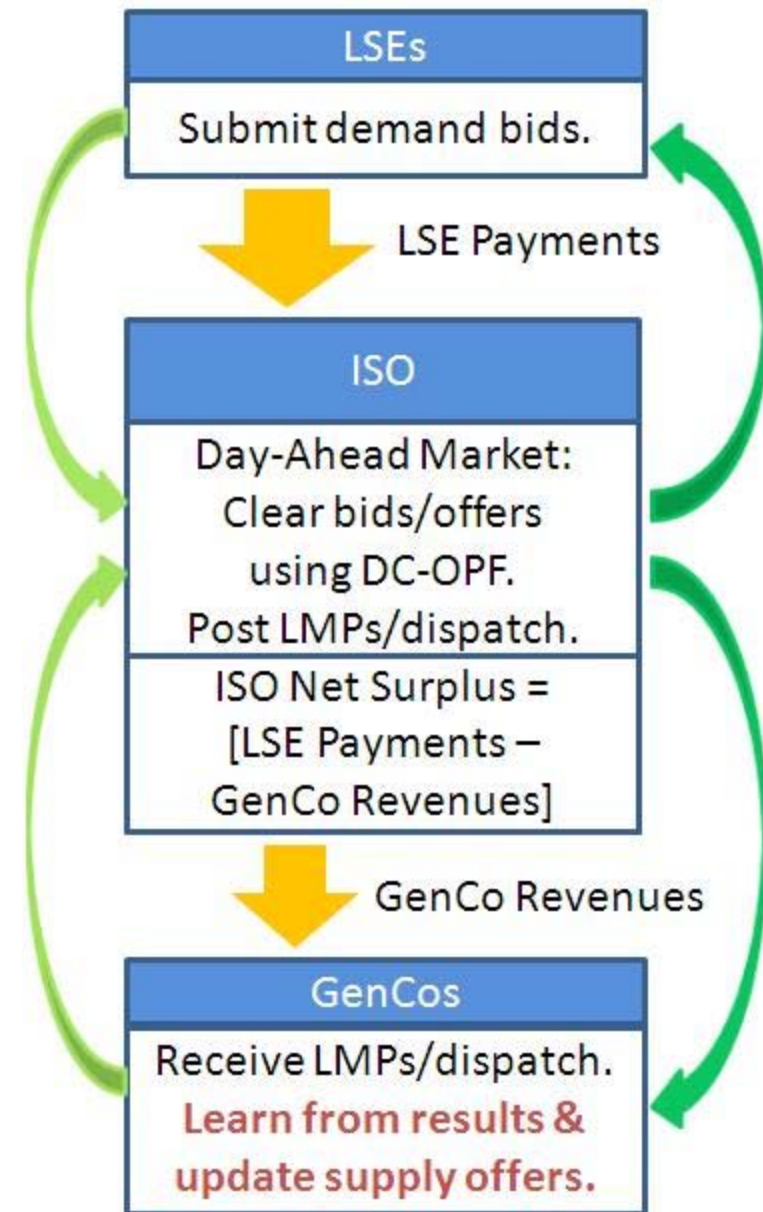 LSEs
Submit demand bids.
LSE Payments
ISO
Day-Ahead Market:
Clear bids/offers
using DC-OPF.
Post LMPs/dispatch.
ISO Net Surplus =
[LSE Payments –
GenCo Revenues]
GenCo Revenues
GenCos
Receive LMPs/dispatch.
Learn from results &
update supply offers.